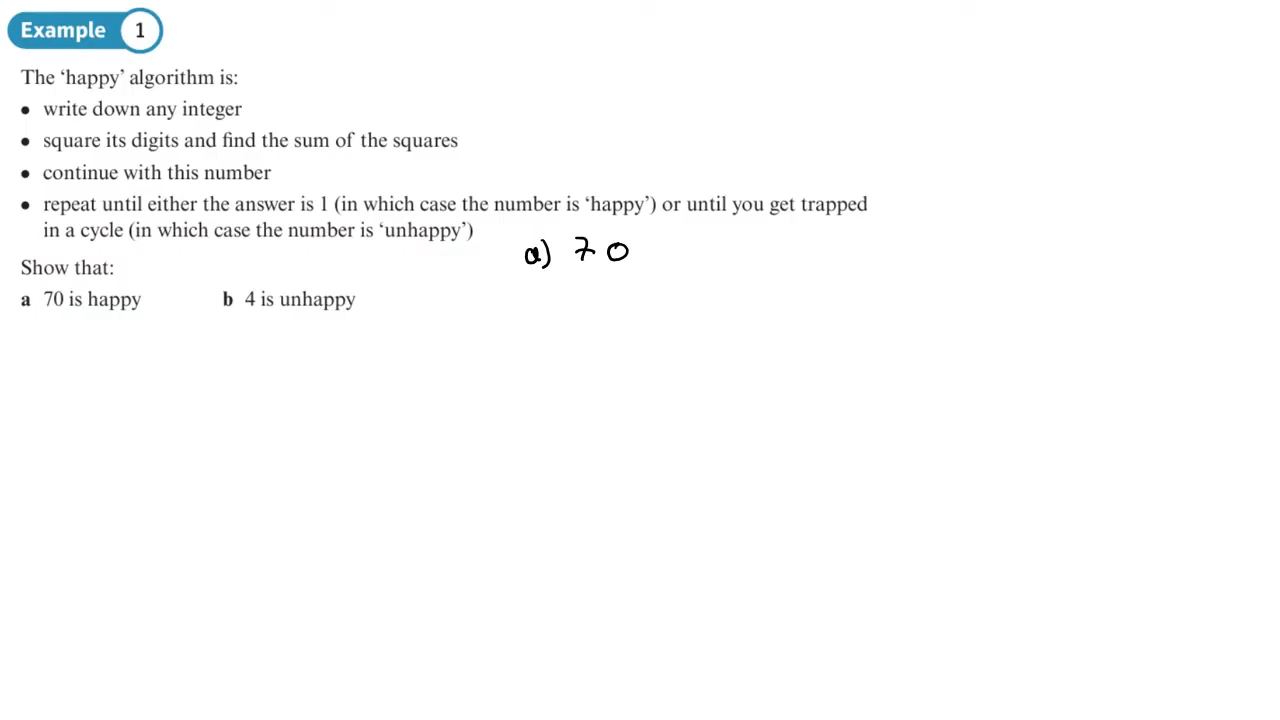 Example 1
The ‘happy’ algorithm is:
• write down any integer
• square its digits and find the sum of the squares
• continue with this number
• repeat until either the answer is 1 (in which case the number is ‘happy’) or until you get trapped
in a cycle (in which case the number is ‘unhappy’)
a) 70
Show that:
a 70 is happy b 4 is unhappy